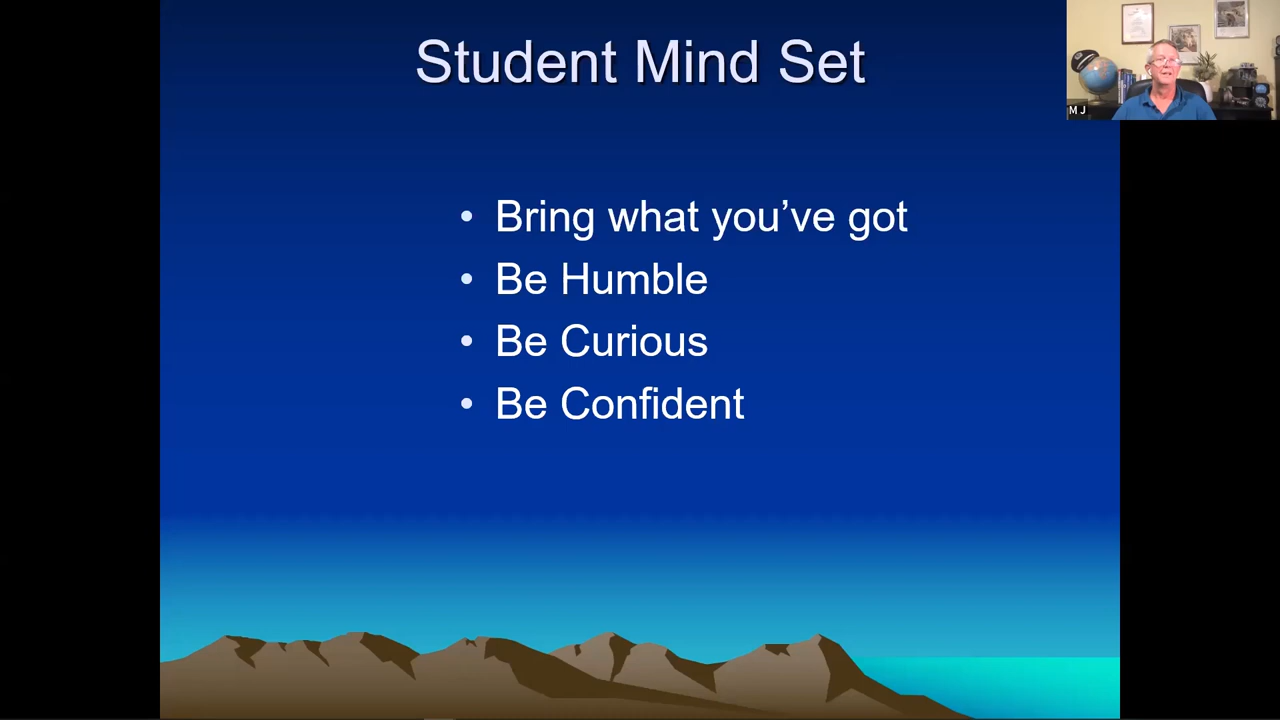 Student Mind Set
M J
• Bring what you’ve got
• Be Humble
• Be Curious
• Be Confident